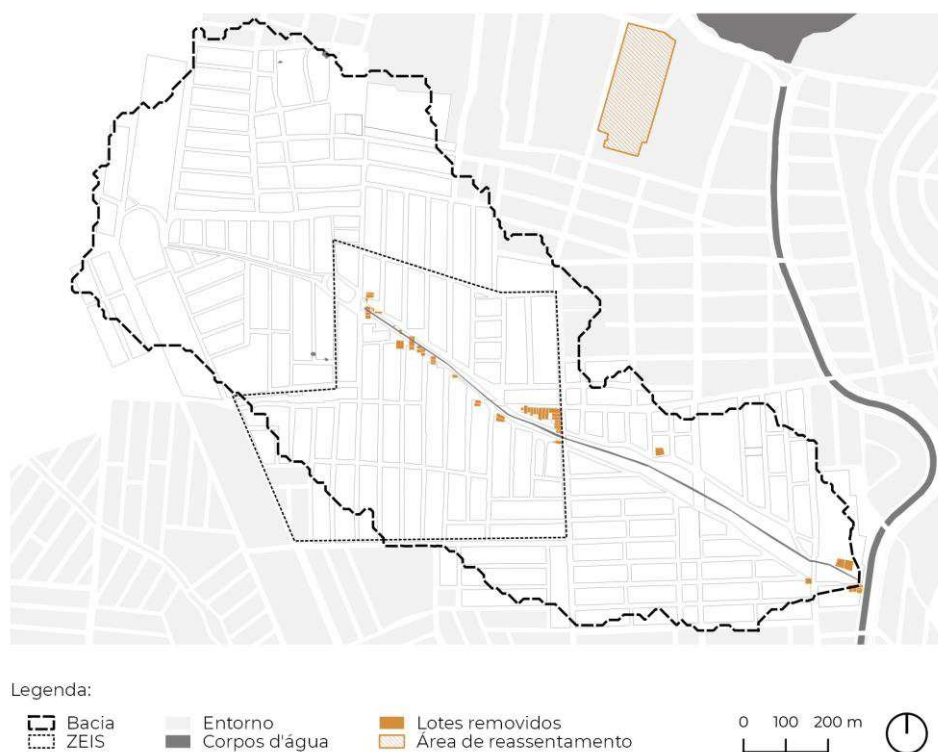 Legenda:
Bacia
ZEIS
Entorno
Corpos d'água
Lotes removidos
Área de reassentamento
0 100 200 m